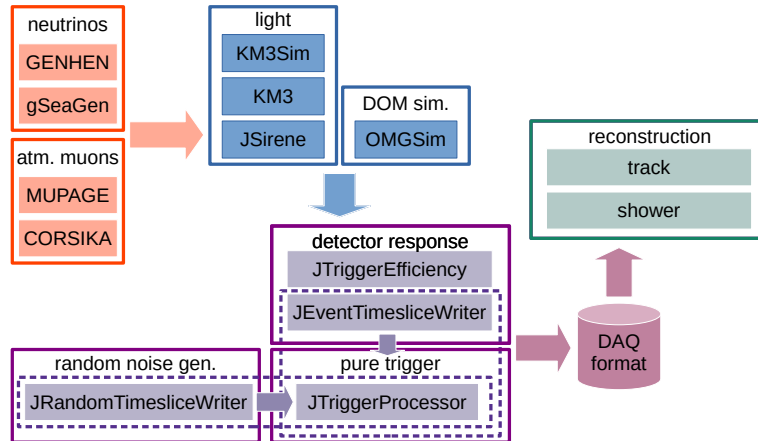 neutrinos
GENHEN
gSeaGen
atm. muons
MUPAGE
CORSIKA
light
KM3Sim
KM3
JSirene
DOM sim.
OMGSim
reconstruction
track
shower
detector response
JTriggerEfficiency
JEventTimesliceWriter
random noise gen.
JRandomTimesliceWriter
pure trigger
JTriggerProcessor
DAQ
format